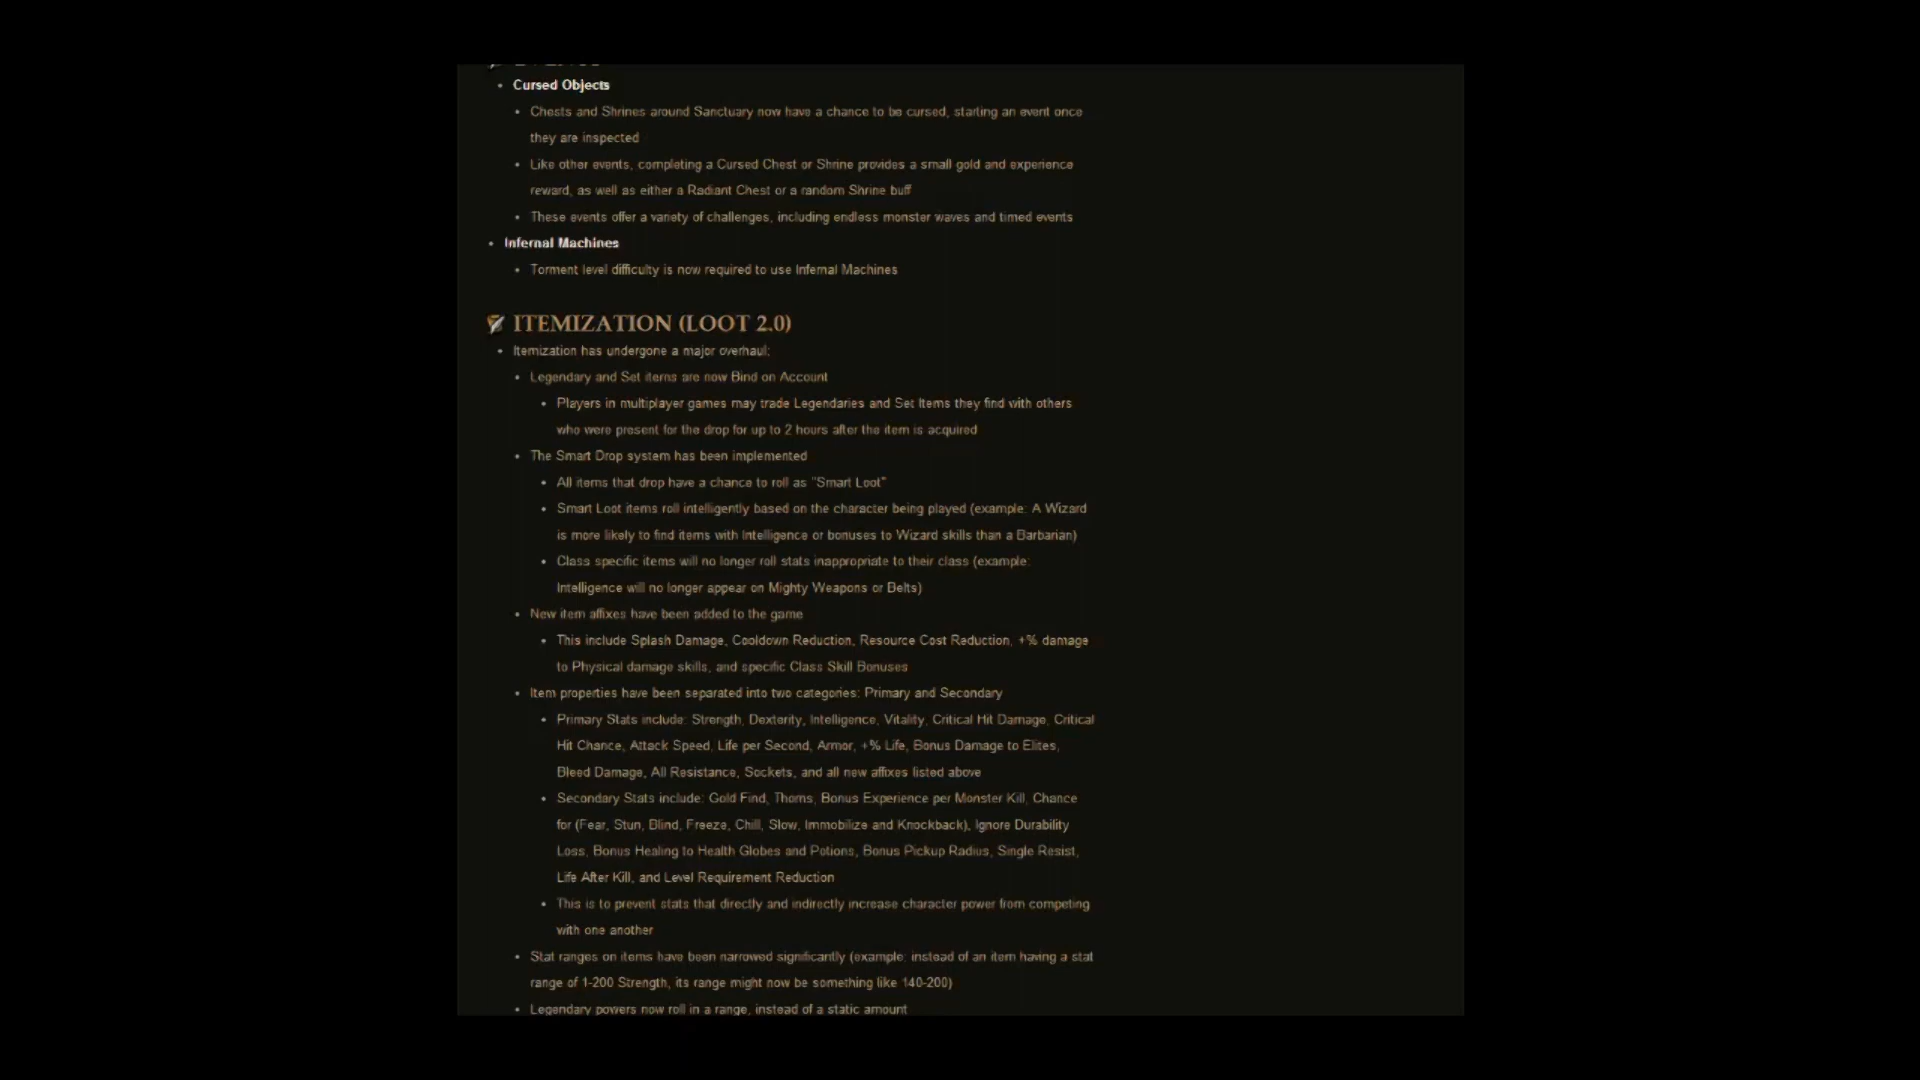 Cursed Objects
Chests and Shrines around Sanctuary now have a chance to be cursed, starting an event once
they are inspected
Like other events, completing a Cursed Chest or Shrine provides a small gold and experience
reward, as well as either a Radiant Chest or a random Shrine buff
These events offer a variety of challenges, including endless monster waves and timed events
Infernal Machines
Torment level difficulty is now required to use Infernal Machines
ITEMIZATION (LOOT 2.0)
Itemization has undergone a major overhaul:
Legendary and Set items are now Bind on Account
Players in multiplayer games may trade Legendaries and Set Items they find with others
who were present for the drop for up to 2 hours after the item is acquired
The Smart Drop system has been implemented
All items that drop have a chance to roll as "Smart Loot"
Smart Loot items roll intelligently based on the character being played (example: A Wizard
is more likely to find items with Intelligence or bonuses to Wizard skills than a Barbarian)
Class specific items will no longer roll stats inappropriate to their class (example:
Intelligence will no longer appear on Mighty Weapons or Belts)
New item affixes have been added to the game
This include Splash Damage, Cooldown Reduction, Resource Cost Reduction, +% damage
to Physical damage skills, and specific Class Skill Bonuses
Item properties have been separated into two categories: Primary and Secondary
Primary Stats include: Strength, Dexterity, Intelligence, Vitality, Critical Hit Damage, Critical
Hit Chance, Attack Speed, Life per Second, Armor, +% Life, Bonus Damage to Elites,
Bleed Damage, All Resistance, Sockets, and all new affixes listed above
Secondary Stats include: Gold Find, Thorns, Bonus Experience per Monster Kill, Chance
for (Fear, Stun, Blind, Freeze, Chill, Slow, Immobilize and Knockback), Ignore Durability
Loss, Bonus Healing to Health Globes and Potions, Bonus Pickup Radius, Single Resist,
Life After Kill, and Level Requirement Reduction
This is to prevent stats that directly and indirectly increase character power from competing
with one another
Stat ranges on items have been narrowed significantly (example: instead of an item having a stat
range of 1-200 Strength, its range might now be something like 140-200)
Legendary powers now roll in a range, instead of a static amount